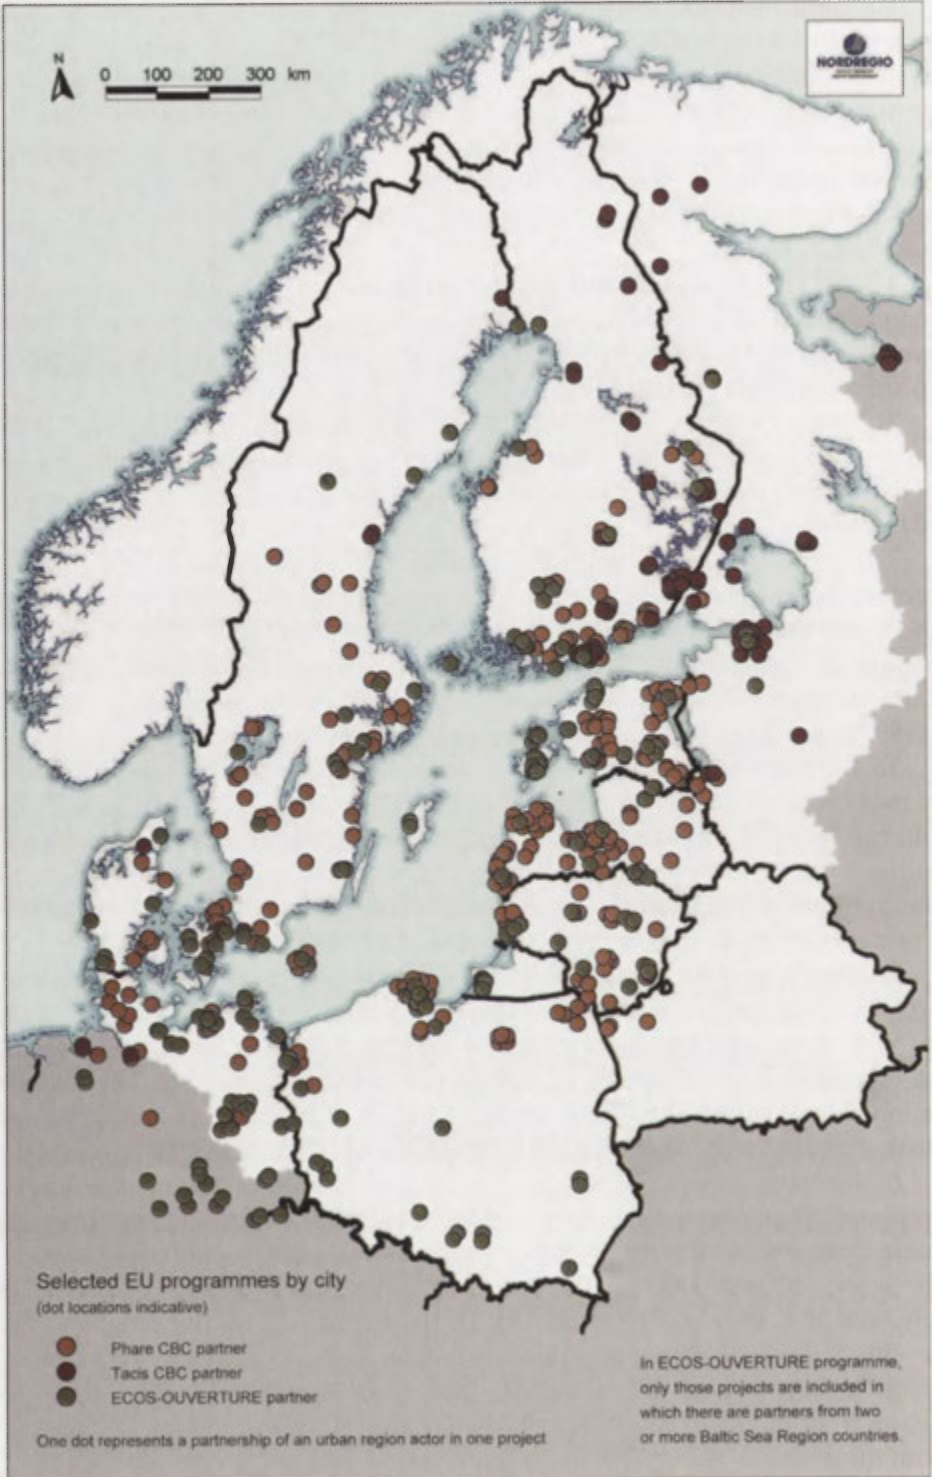 NORDREGIO
N
0 100 200 300 km
Selected EU programmes by city
(dot locations indicative)
Phare CBC partner
Tacis CBC partner
ECOS-OUVERTURE partner
One dot represents a partnership of an urban region actor in one project
In ECOS-OUVERTURE programme,
only those projects are included in
which there are partners from two
or more Baltic Sea Region countries.